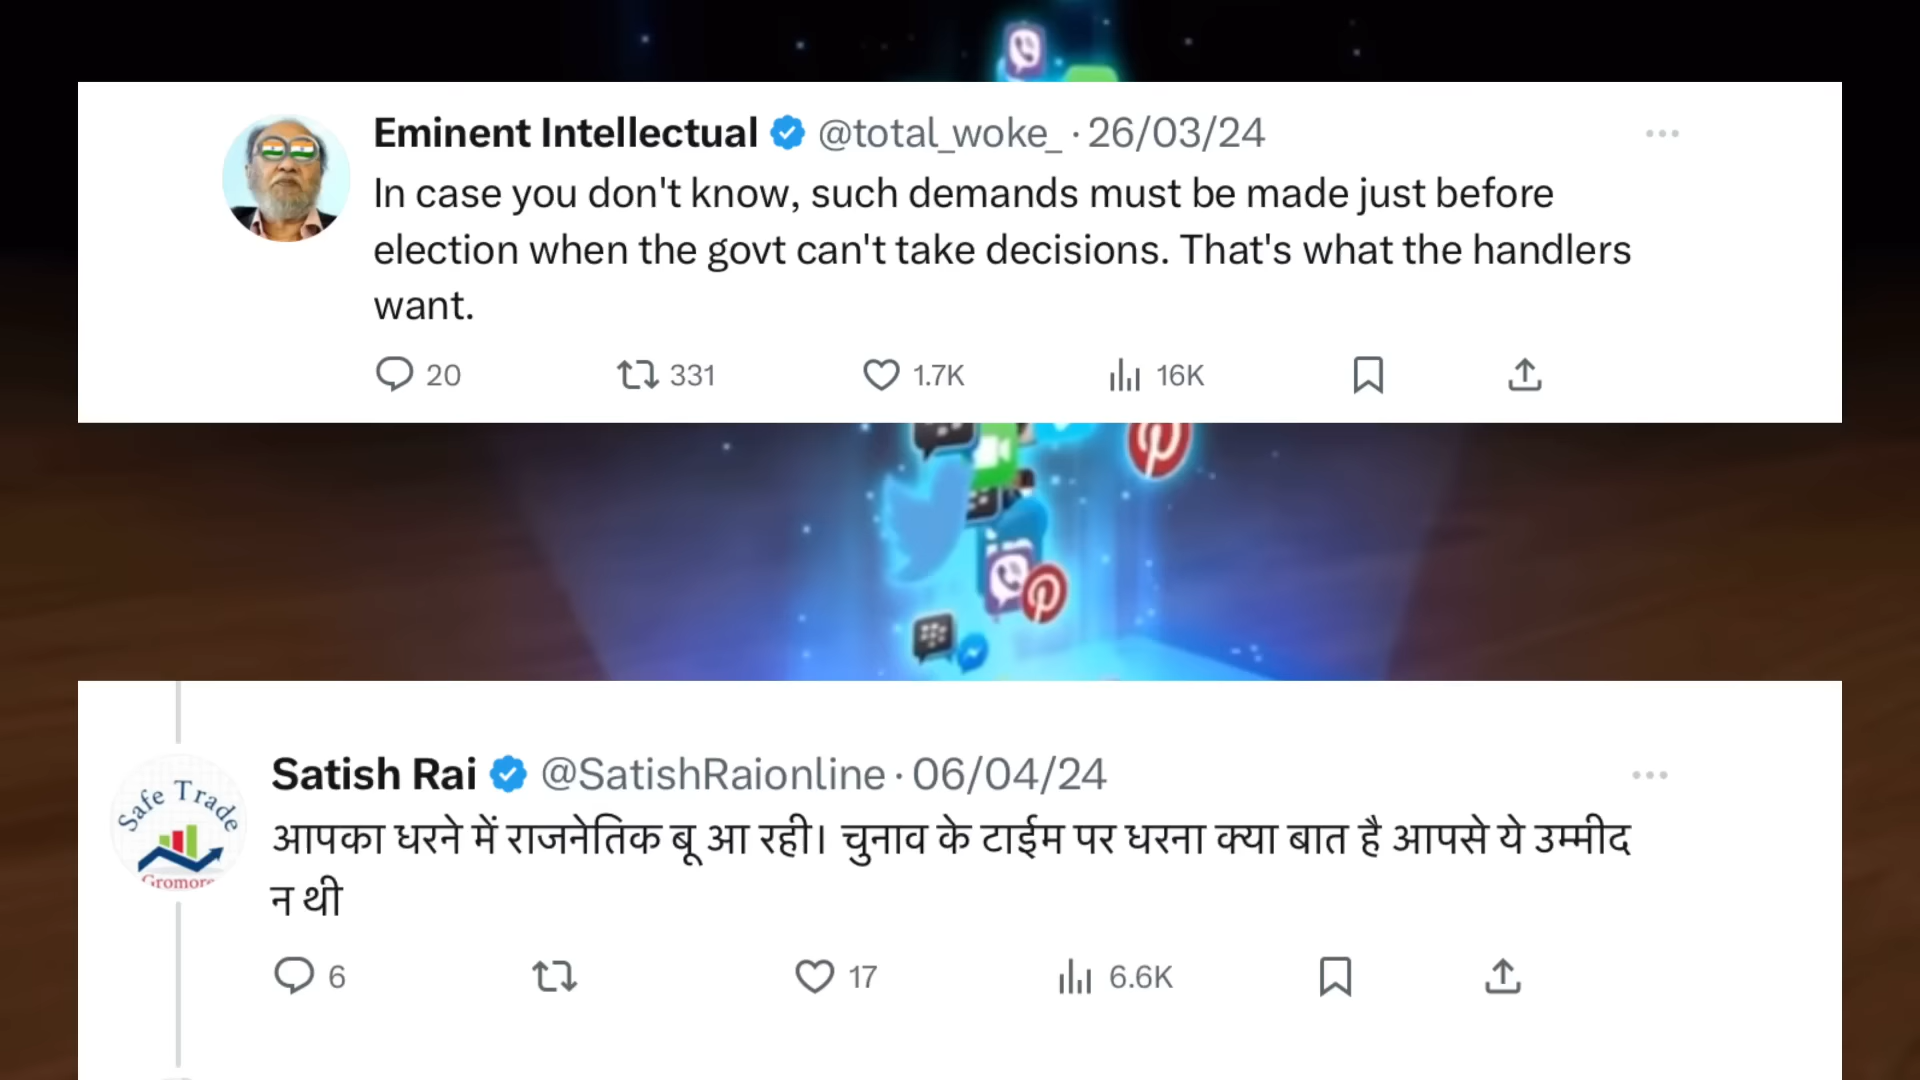 Eminent Intellectual @total_woke_ · 26/03/24
In case you don't know, such demands must be made just before
election when the govt can't take decisions. That's what the handlers
want.
20 331 1.7K 16K
Satish Rai @SatishRaionline · 06/04/24
Safe Trade
Gromore
आपका धरने में राजनेतिक बू आ रही। चुनाव के टाईम पर धरना क्या बात है आपसे ये उम्मीद
न थी
6 17 6.6K